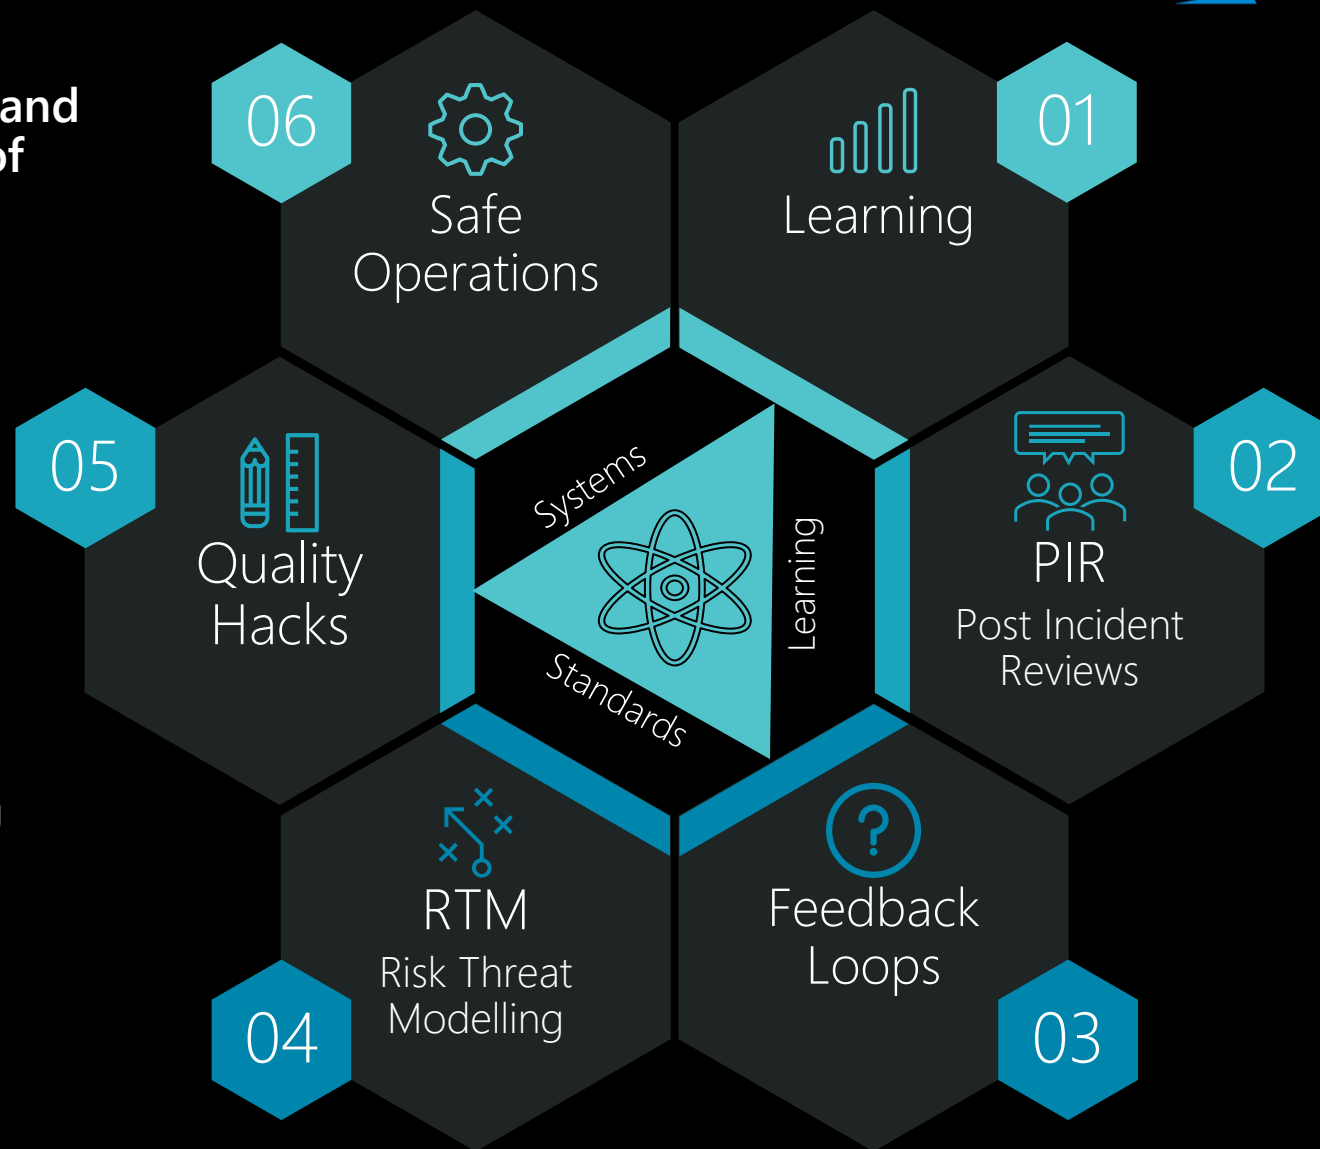 and
of
06
Safe
Operations
01
Learning
05
Quality
Hacks
Systems
Learning
Standards
02
PIR
Post Incident
Reviews
04
RTM
Risk Threat
Modelling
03
Feedback
Loops